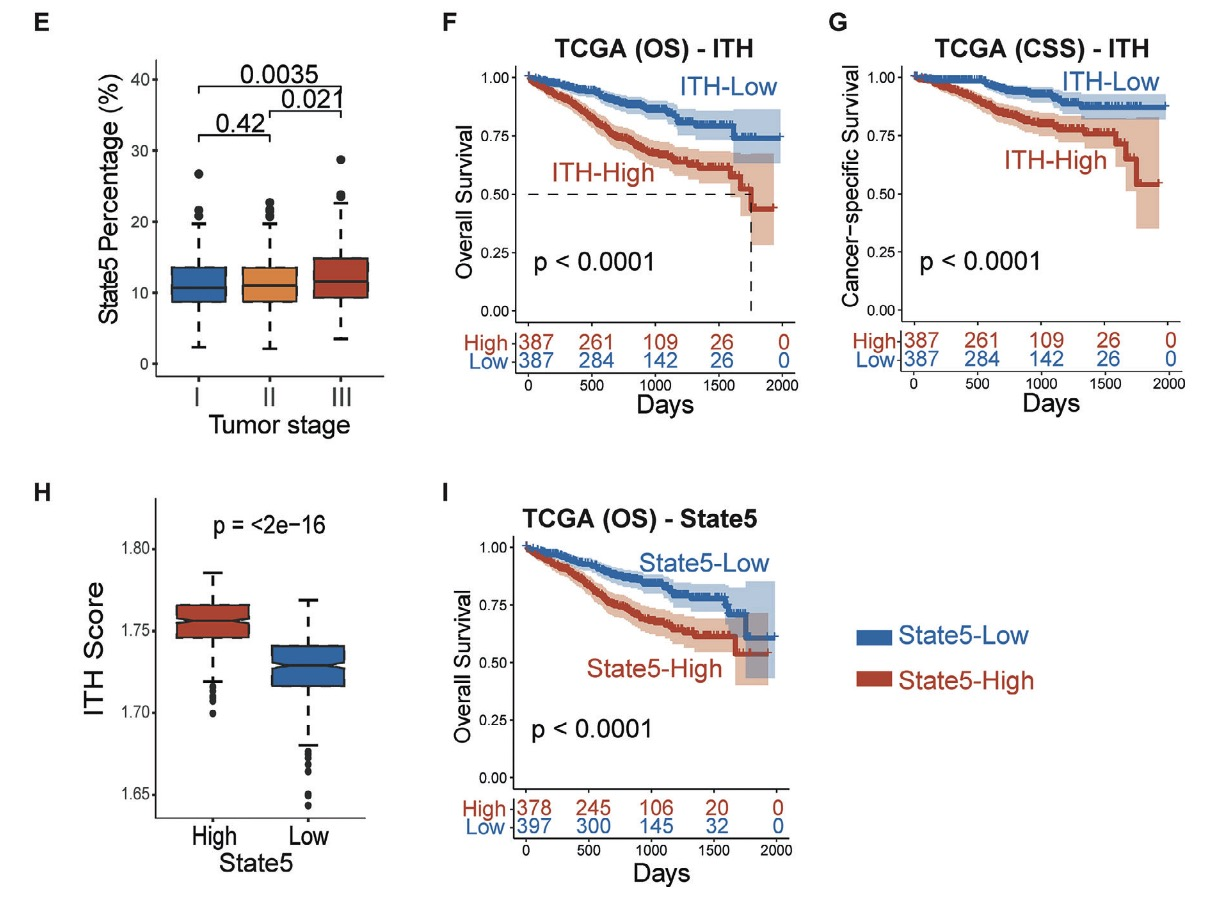 E
State5 Percentage (%)
40
30
20
10
0
0.0035
0.021
0.42
I
II
III
Tumor stage
F
TCGA (OS) - ITH
Overall Survival
1.00
0.75
0.50
0.25
0.00
ITH-Low
ITH-High
p < 0.0001
High 387 261 109 26 0
Low 387 284 142 26 0
0 500 1000 1500 2000
Days
G
TCGA (CSS) - ITH
Cancer−specific Survival
1.00
0.75
0.50
0.25
0.00
ITH-Low
ITH-High
p < 0.0001
High 387 261 109 26 0
Low 387 284 142 26 0
0 500 1000 1500 2000
Days
H
ITH Score
1.80
1.75
1.70
1.65
p = <2e−16
High Low
State5
I
TCGA (OS) - State5
Overall Survival
1.00
0.75
0.50
0.25
0.00
State5-Low
State5-High
p < 0.0001
High 378 245 106 20 0
Low 397 300 145 32 0
0 500 1000 1500 2000
Days
State5-Low
State5-High